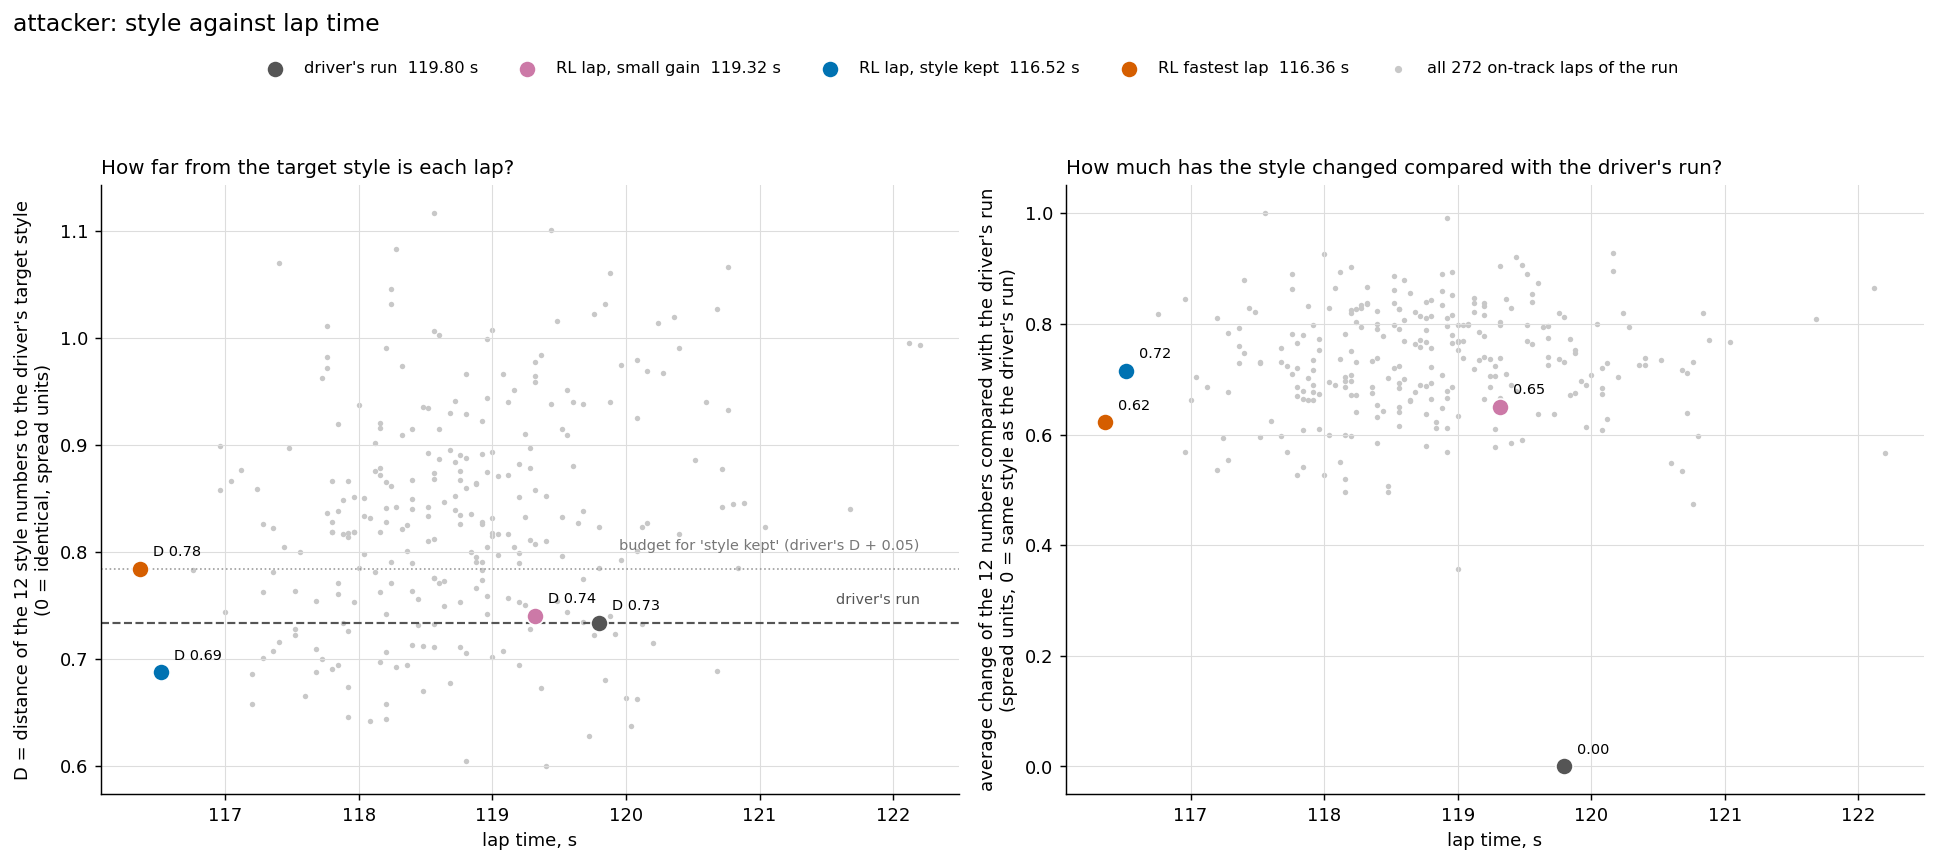 attacker: style against lap time
driver's run  119.80 s
RL lap, small gain  119.32 s
RL lap, style kept  116.52 s
RL fastest lap  116.36 s
all 272 on-track laps of the run
How far from the target style is each lap?
D = distance of the 12 style numbers to the driver's target style
(0 = identical, spread units)
1.1
1.0
0.9
0.8
0.7
0.6
D 0.78
D 0.69
D 0.74
D 0.73
budget for 'style kept' (driver's D + 0.05)
driver's run
117
118
119
120
121
122
lap time, s
How much has the style changed compared with the driver's run?
average change of the 12 numbers compared with the driver's run
(spread units, 0 = same style as the driver's run)
1.0
0.8
0.6
0.4
0.2
0.0
0.72
0.62
0.65
0.00
117
118
119
120
121
122
lap time, s